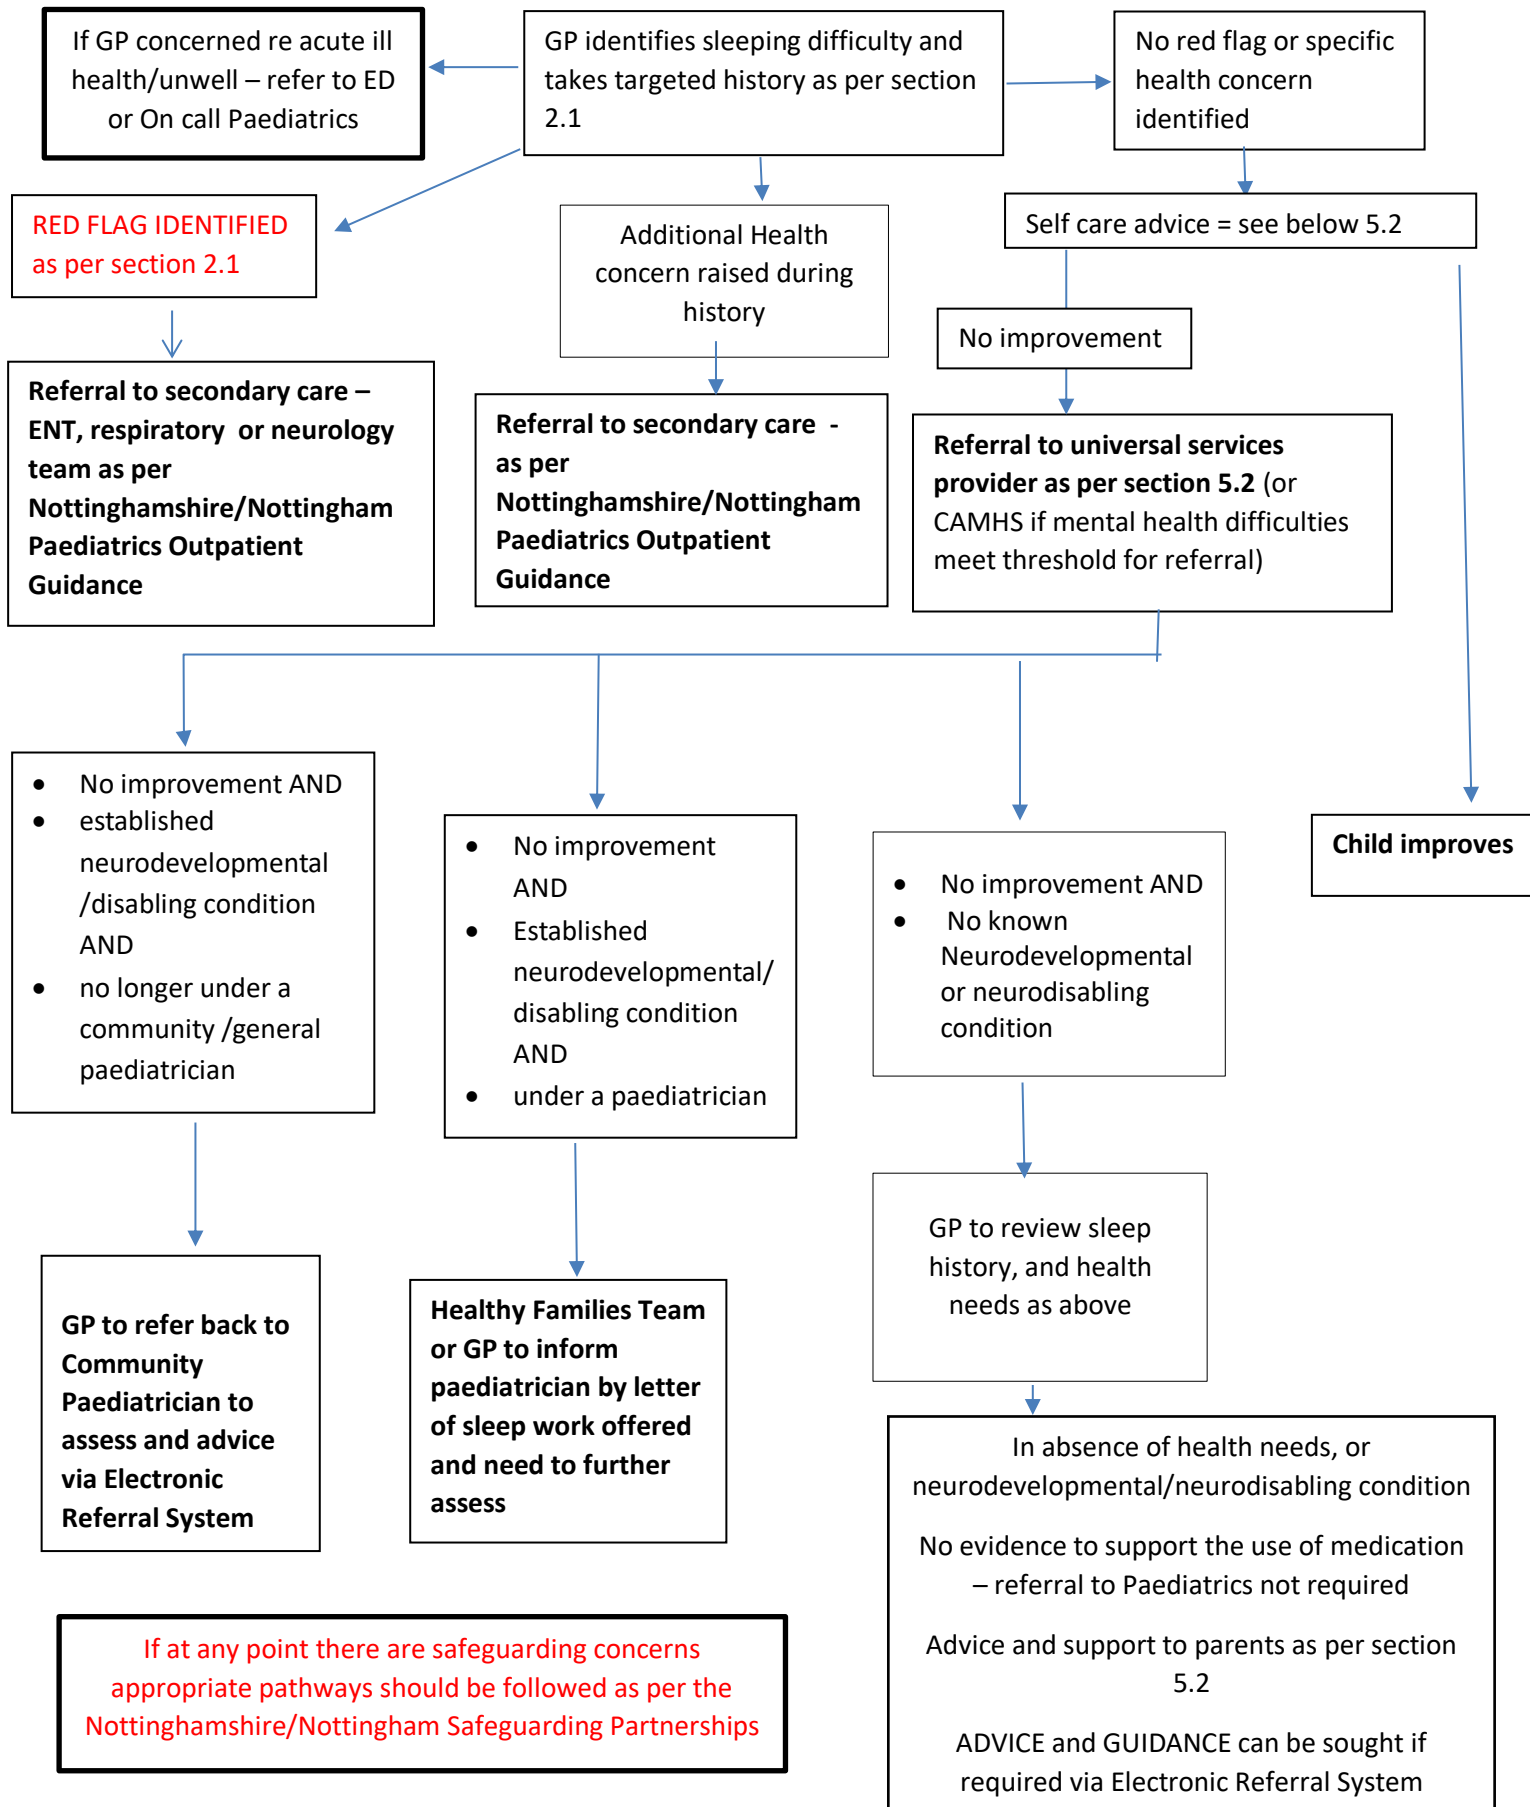 If GP concerned re acute ill
health/unwell – refer to ED
or On call Paediatrics
GP identifies sleeping difficulty and
takes targeted history as per section
2.1
No red flag or specific
health concern
identified
RED FLAG IDENTIFIED
as per section 2.1
Additional Health
concern raised during
history
Self care advice = see below 5.2
No improvement
Referral to secondary care –
ENT, respiratory or neurology
team as per
Nottinghamshire/Nottingham
Paediatrics Outpatient
Guidance
Referral to secondary care -
as per
Nottinghamshire/Nottingham
Paediatrics Outpatient
Guidance
Referral to universal services
provider as per section 5.2 (or
CAMHS if mental health difficulties
meet threshold for referral)
• No improvement AND
• established
neurodevelopmental
/disabling condition
AND
• no longer under a
community /general
paediatrician
• No improvement
AND
• Established
neurodevelopmental/
disabling condition
AND
• under a paediatrician
• No improvement AND
• No known
Neurodevelopmental
or neurodisabling
condition
Child improves
GP to review sleep
history, and health
needs as above
GP to refer back to
Community
Paediatrician to
assess and advice
via Electronic
Referral System
Healthy Families Team
or GP to inform
paediatrician by letter
of sleep work offered
and need to further
assess
In absence of health needs, or
neurodevelopmental/neurodisabling condition
No evidence to support the use of medication
– referral to Paediatrics not required
Advice and support to parents as per section
5.2
ADVICE and GUIDANCE can be sought if
required via Electronic Referral System
If at any point there are safeguarding concerns
appropriate pathways should be followed as per the
Nottinghamshire/Nottingham Safeguarding Partnerships